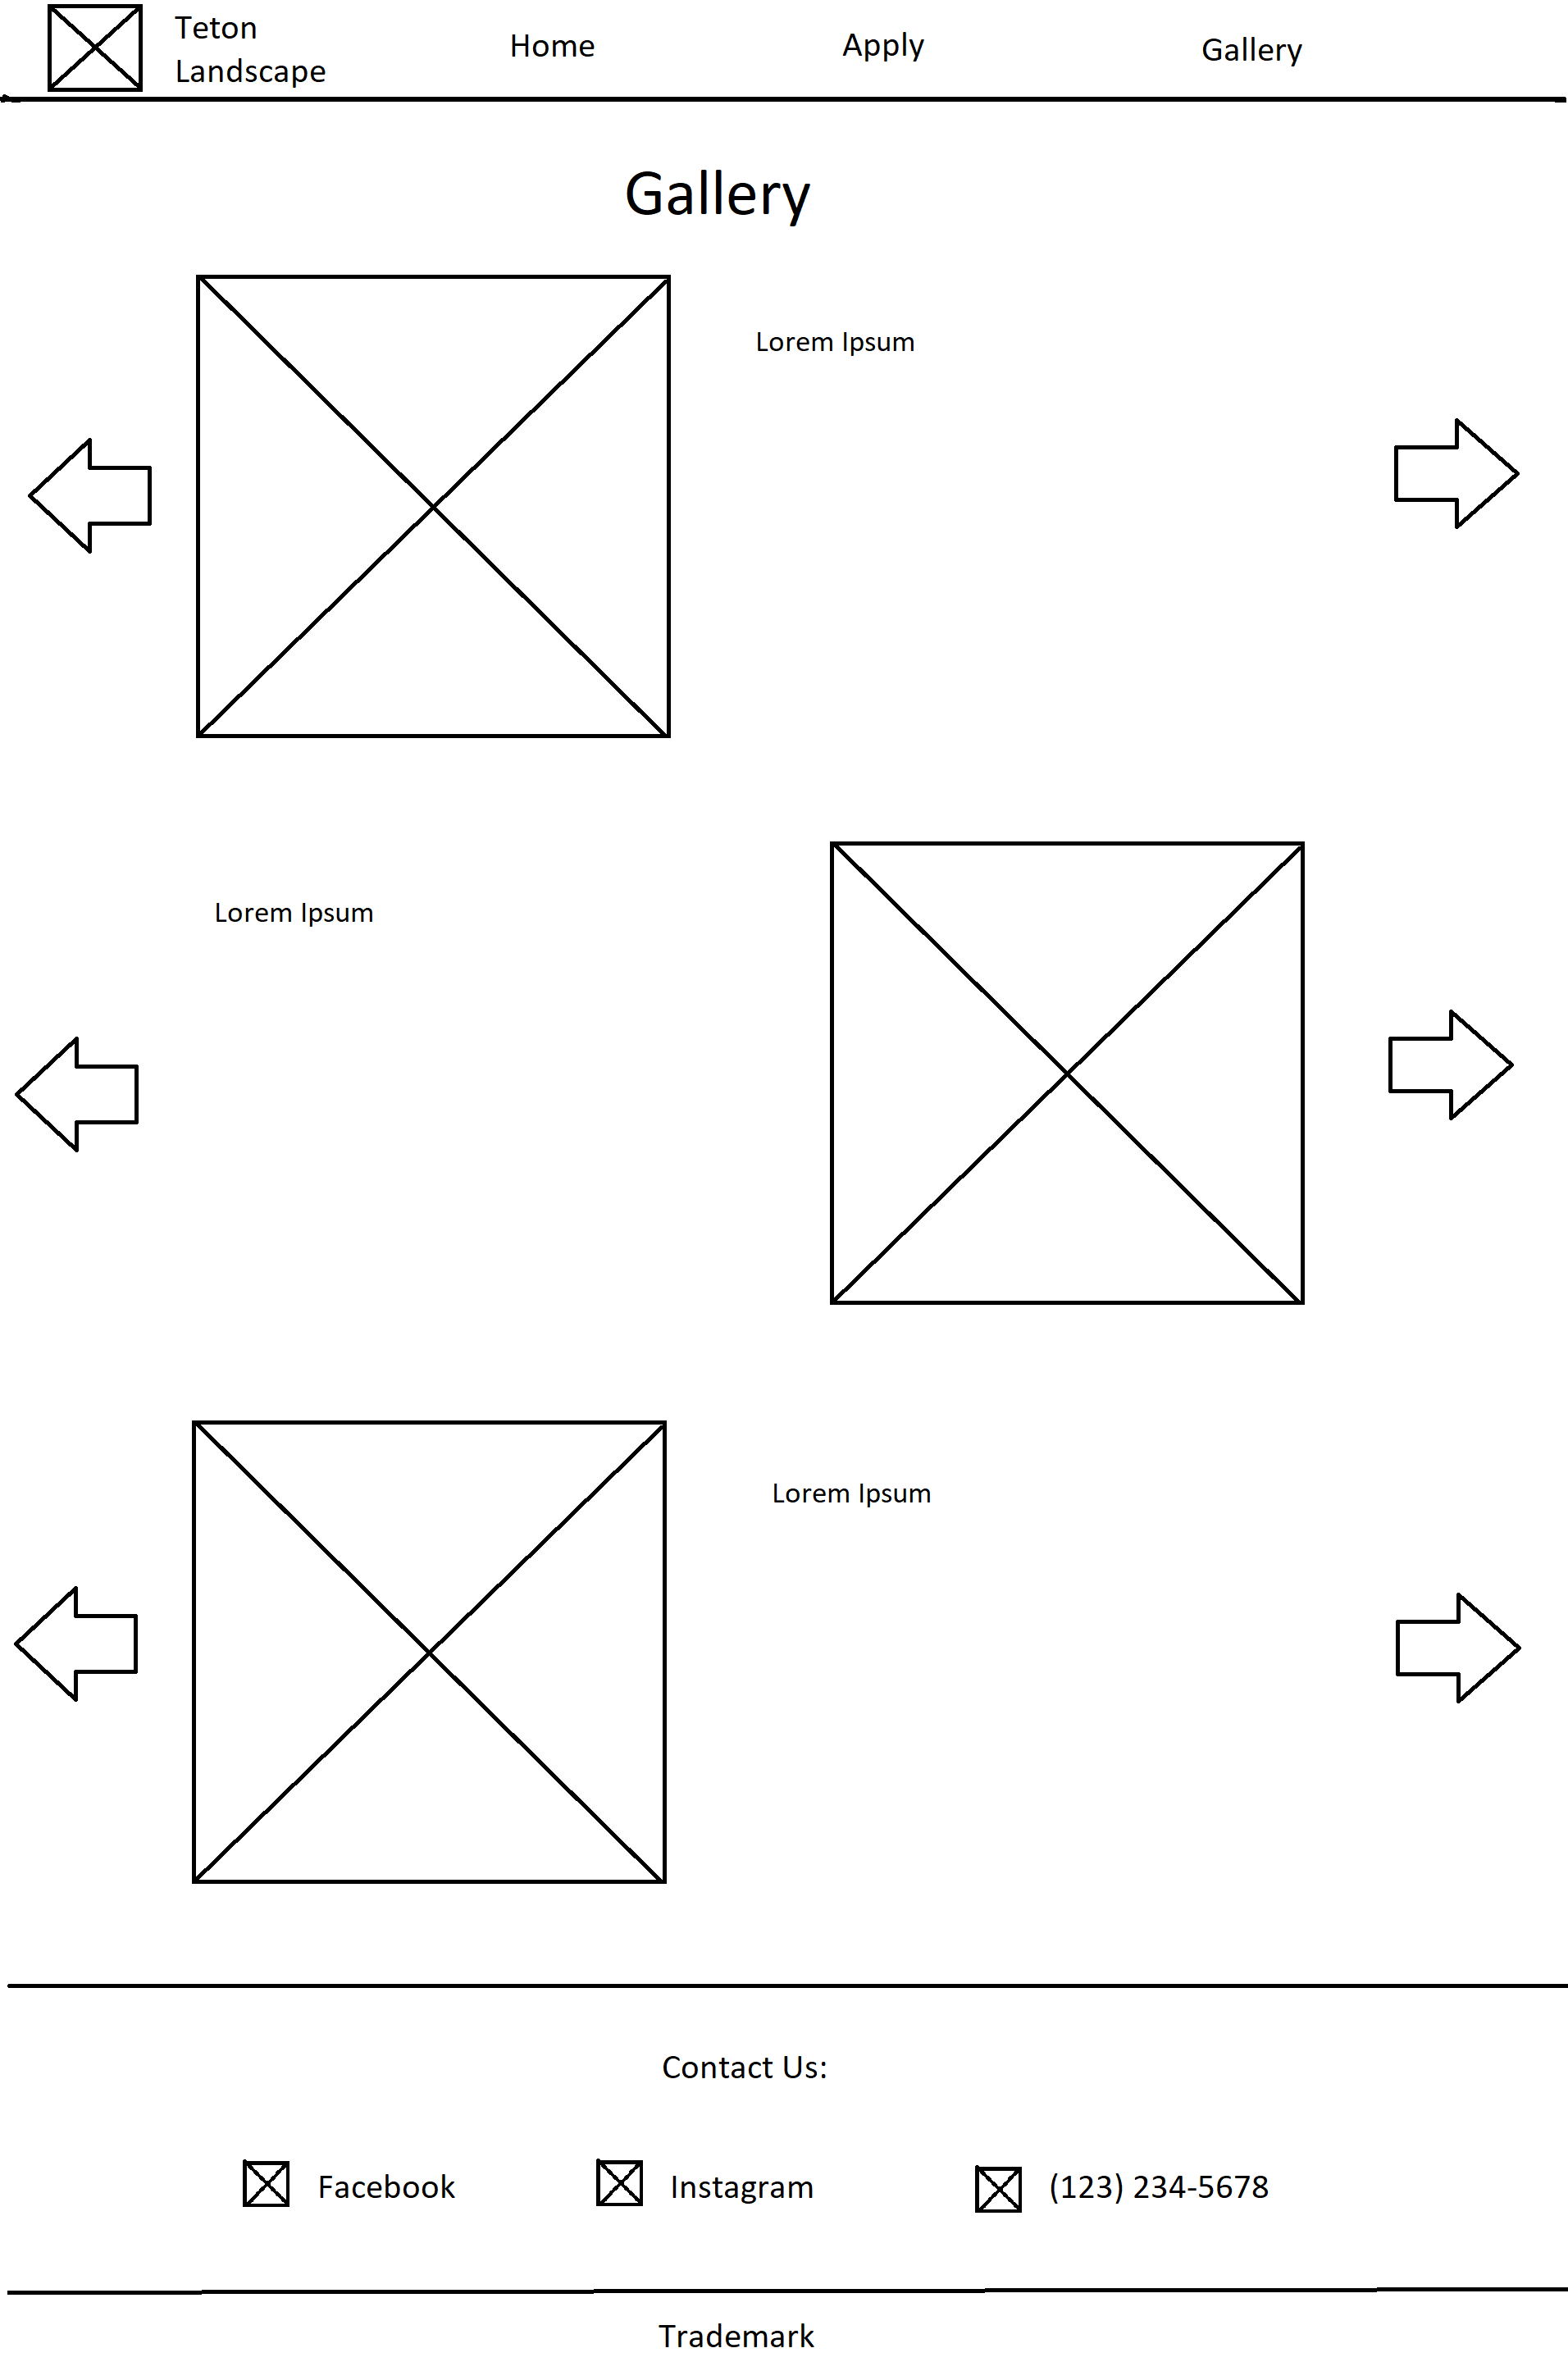 Teton
Landscape
Home
Apply
Gallery
Gallery
Lorem Ipsum
Lorem Ipsum
Lorem Ipsum
Contact Us:
Facebook
Instagram
(123) 234-5678
Trademark